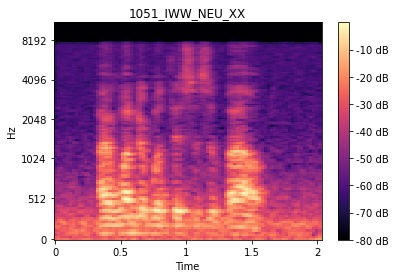 1051_IWW_NEU_XX
8192
4096
2048
1024
512
0
Hz
0
0.5
1
1.5
2
Time
-10 dB
-20 dB
-30 dB
-40 dB
-50 dB
-60 dB
-70 dB
-80 dB